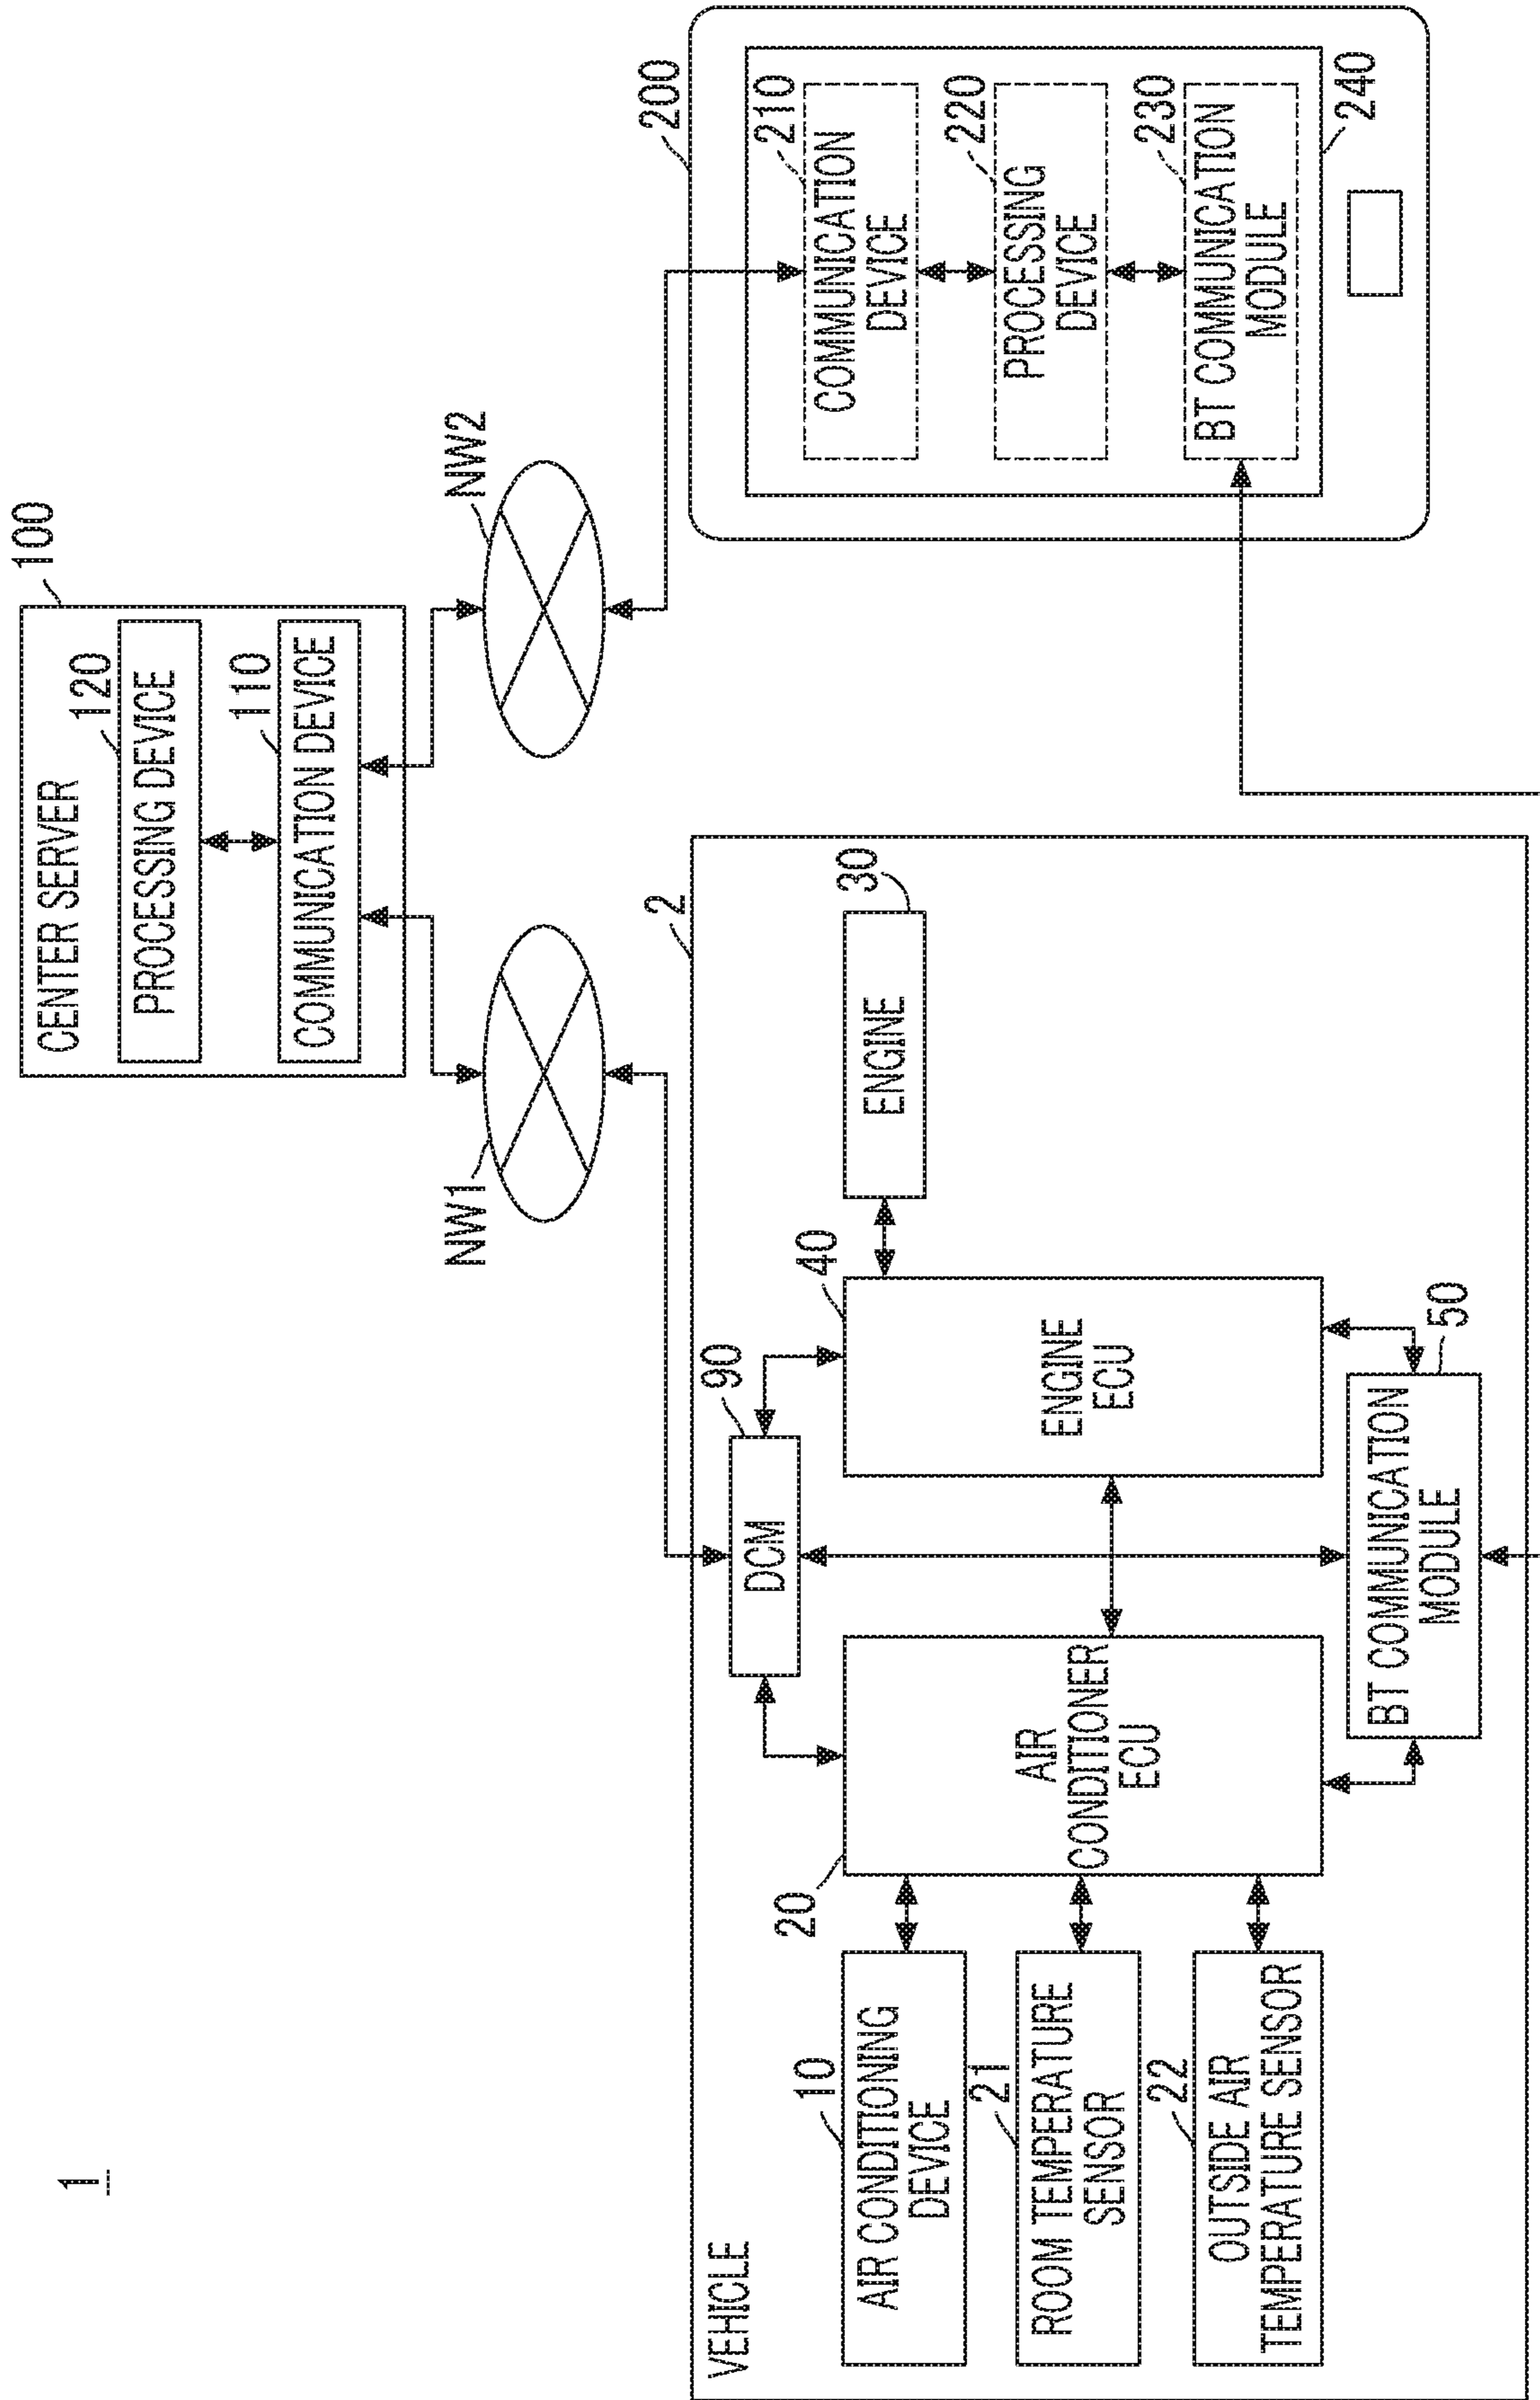 1
100
CENTER SERVER
120
PROCESSING DEVICE
110
COMMUNICATION DEVICE
NW1
NW2
2
VEHICLE
90
DCM
10
AIR CONDITIONING
DEVICE
20
AIR
CONDITIONER
ECU
40
ENGINE
ECU
30
ENGINE
21
ROOM TEMPERATURE
SENSOR
22
OUTSIDE AIR
TEMPERATURE SENSOR
BT COMMUNICATION
MODULE
50
200
210
COMMUNICATION
DEVICE
220
PROCESSING
DEVICE
230
BT COMMUNICATION
MODULE
240